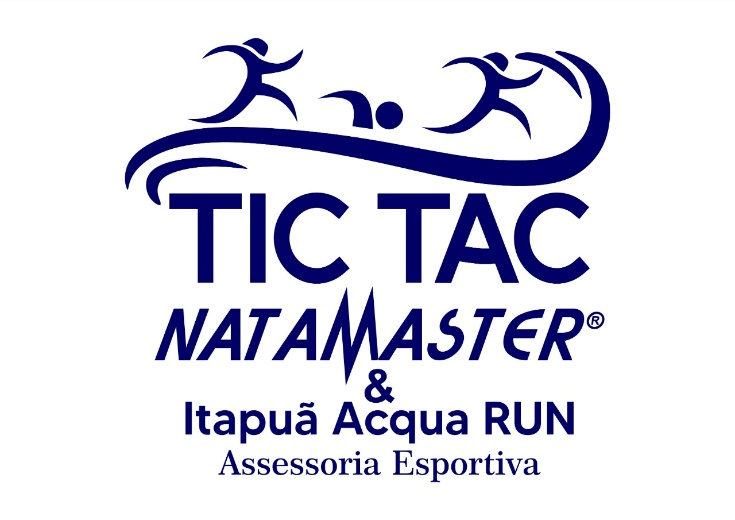 TIC TAC
NATAMASTER®
&
Itapuã Acqua RUN
Assessoria Esportiva